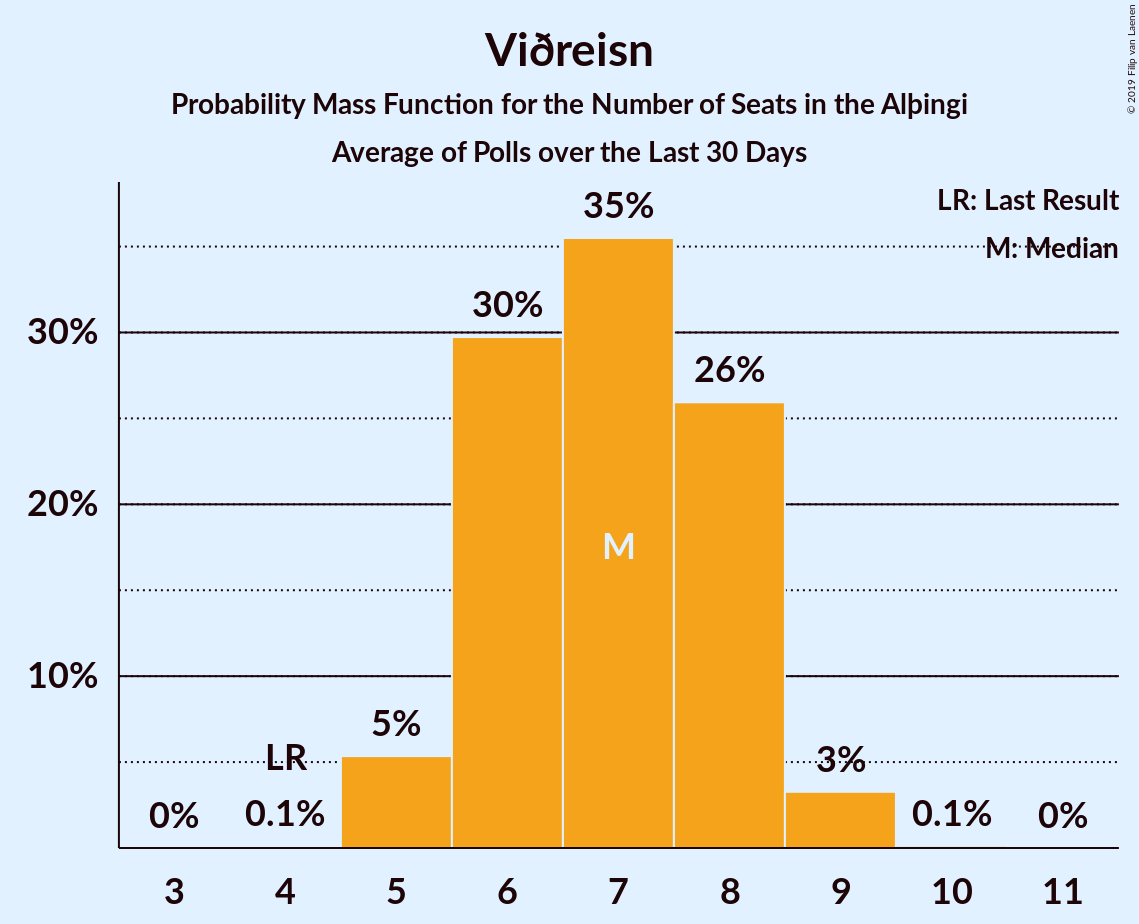 Viðreisn
Probability Mass Function for the Number of Seats in the Alþingi
Average of Polls over the Last 30 Days
© 2019 Filip van Laenen
LR: Last Result
M: Median
35%
30%
26%
5%
3%
LR
0%
0.1%
0.1%
0%
M
30%
20%
10%
3 4 5 6 7 8 9 10 11